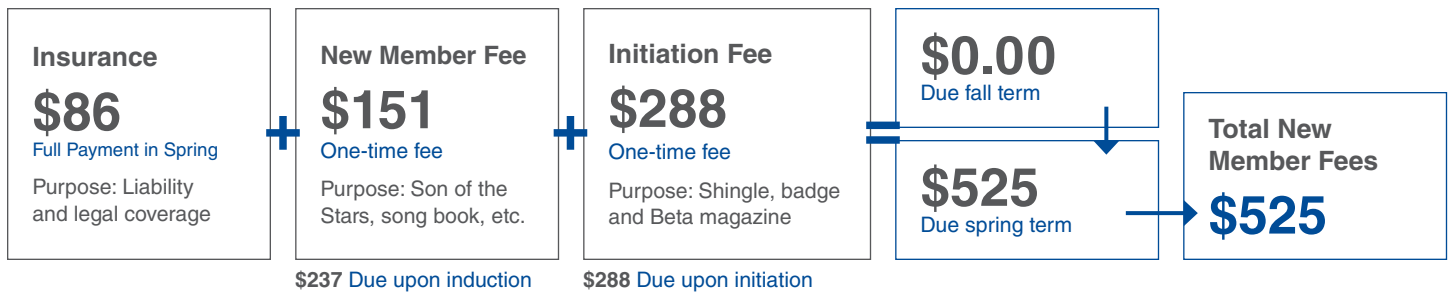 Insurance
$86
Full Payment in Spring
Purpose: Liability
and legal coverage
+
New Member Fee
$151
One-time fee
Purpose: Son of the
Stars, song book, etc.
$237 Due upon induction
+
Initiation Fee
$288
One-time fee
Purpose: Shingle, badge
and Beta magazine
$288 Due upon initiation
=
$0.00
Due fall term
$525
Due spring term
Total New
Member Fees
$525